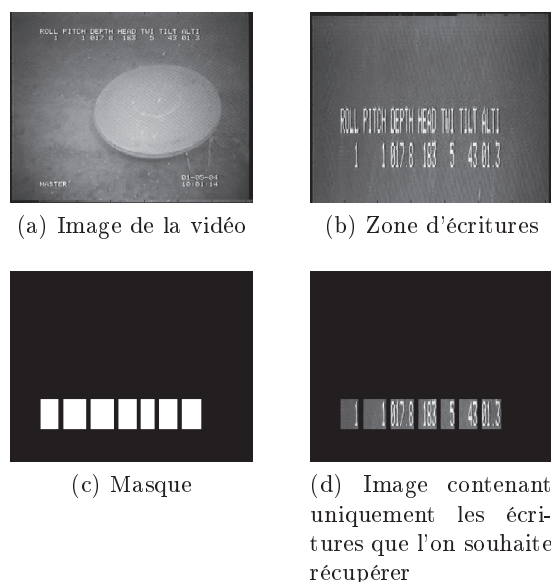 ROLL PITCH DEPTH HEAD TWI TILT ALTI
1 1 017.8 183 5 43 01.3
MASTER
01-05-04
10:01:14
(a) Image de la vidéo
ROLL PITCH DEPTH HEAD TWI TILT ALTI
1 1 017.8 183 5 43 01.3
(b) Zone d'écritures
(c) Masque
1 1 017.8 183 5 43 01.3
(d) Image contenant
uniquement les écri-
tures que l'on souhaite
récupérer